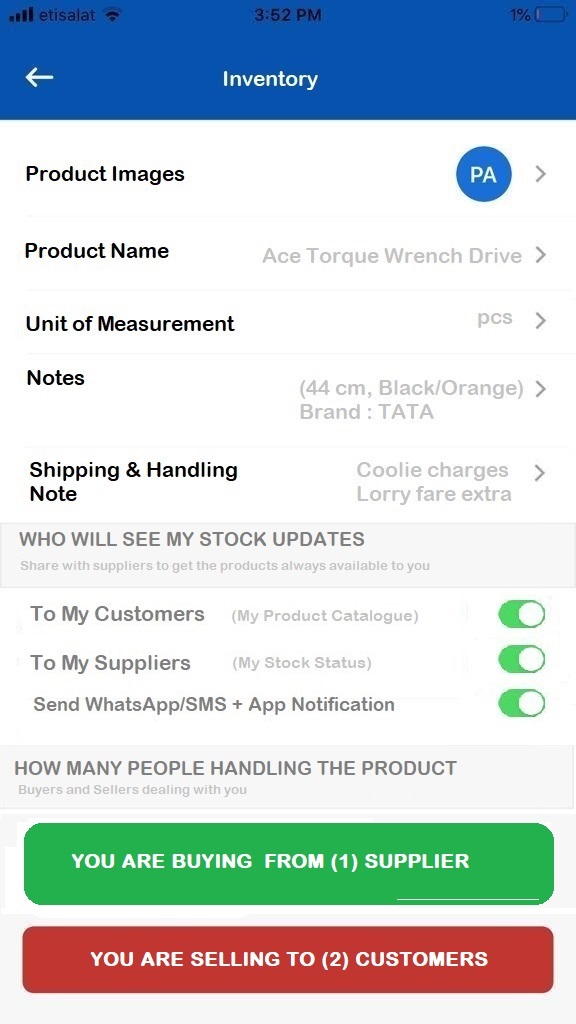 etisalat 3:52 PM 1%
Inventory
Product Images PA
Product Name Ace Torque Wrench Drive
Unit of Measurement pcs
Notes (44 cm, Black/Orange)
Brand : TATA
Shipping & Handling Coolie charges
Note Lorry fare extra
WHO WILL SEE MY STOCK UPDATES
Share with suppliers to get the products always available to you
To My Customers (My Product Catalogue)
To My Suppliers (My Stock Status)
Send WhatsApp/SMS + App Notification
HOW MANY PEOPLE HANDLING THE PRODUCT
Buyers and Sellers dealing with you
YOU ARE BUYING FROM (1) SUPPLIER
YOU ARE SELLING TO (2) CUSTOMERS